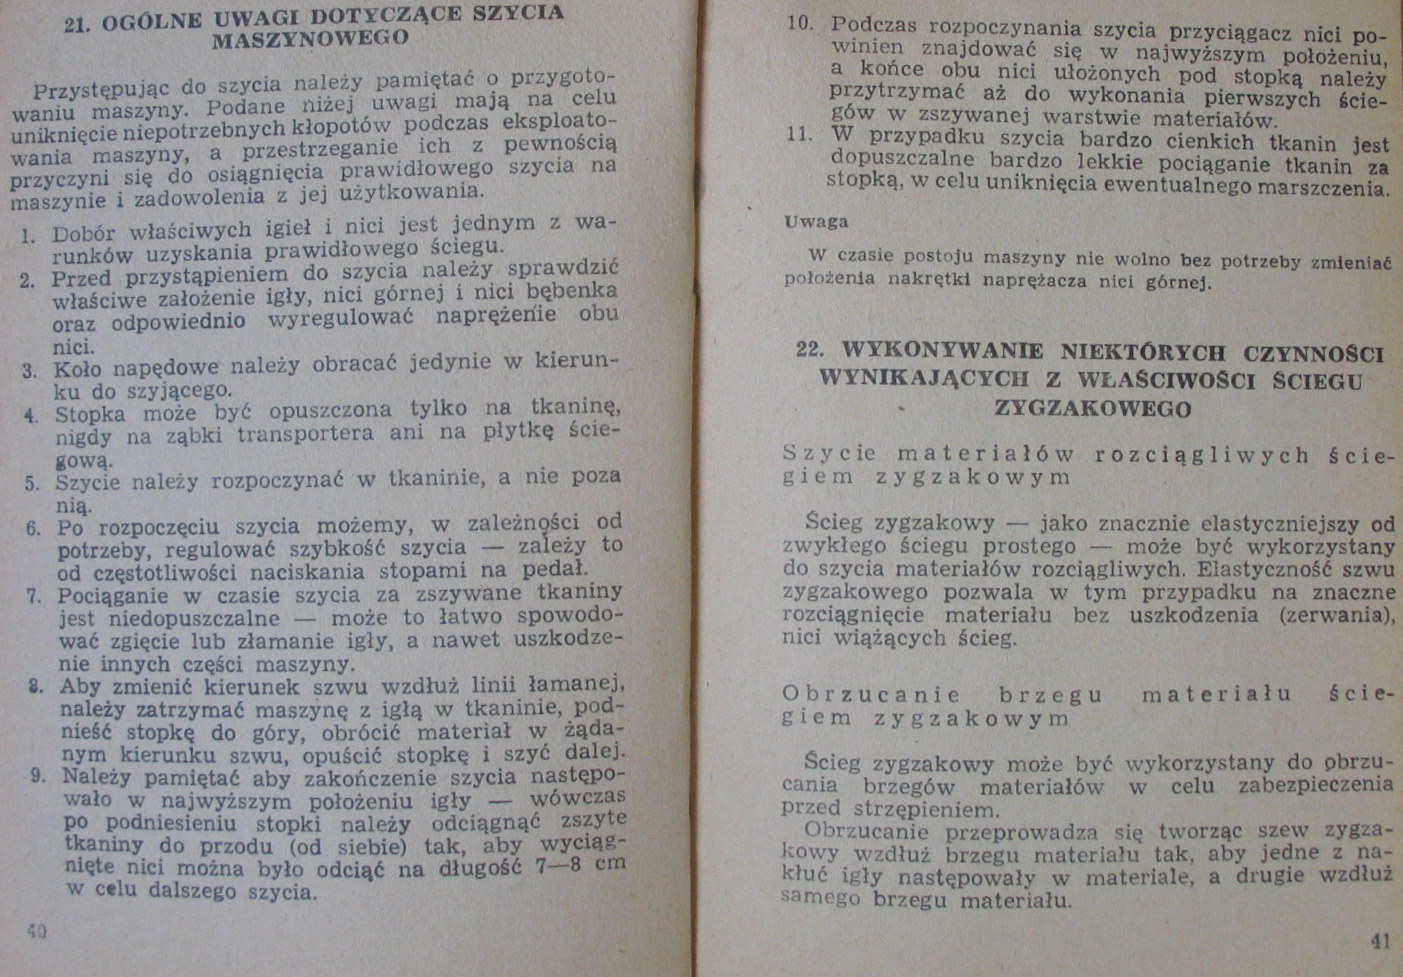 21. OGÓLNE UWAGI DOTYCZĄCE SZYCIA
MASZYNOWEGO
Przystępując do szycia należy pamiętać o przygoto-
waniu maszyny. Podane niżej uwagi mają na celu
uniknięcie niepotrzebnych kłopotów podczas eksploato-
wania maszyny, a przestrzeganie ich z pewnością
przyczyni się do osiągnięcia prawidłowego szycia na
maszynie i zadowolenia z jej użytkowania.
1. Dobór właściwych igieł i nici jest jednym z wa-
runków uzyskania prawidłowego ściegu.
2. Przed przystąpieniem do szycia należy sprawdzić
właściwe założenie igły, nici górnej i nici bębenka
oraz odpowiednio wyregulować naprężenie obu
nici.
3. Koło napędowe należy obracać jedynie w kierun-
ku do szyjącego.
4. Stopka może być opuszczona tylko na tkaninę,
nigdy na ząbki transportera ani na płytkę ście-
gową.
5. Szycie należy rozpoczynać w tkaninie, a nie poza
nią.
6. Po rozpoczęciu szycia możemy, w zależności od
potrzeby, regulować szybkość szycia — zależy to
od częstotliwości naciskania stopami na pedał.
7. Pociąganie w czasie szycia za zszywane tkaniny
jest niedopuszczalne — może to łatwo spowodo-
wać zgięcie lub złamanie igły, a nawet uszkodze-
nie innych części maszyny.
8. Aby zmienić kierunek szwu wzdłuż linii łamanej,
należy zatrzymać maszynę z igłą w tkaninie, pod-
nieść stopkę do góry, obrócić materiał w żąda-
nym kierunku szwu, opuścić stopkę i szyć dalej.
9. Należy pamiętać aby zakończenie szycia następo-
wało w najwyższym położeniu igły — wówczas
po podniesieniu stopki należy odciągnąć zszyte
tkaniny do przodu (od siebie) tak, aby wyciąg-
nięte nici można było odciąć na długość 7—8 cm
w celu dalszego szycia.
40
10. Podczas rozpoczynania szycia przyciągacz nici po-
winien znajdować się w najwyższym położeniu,
a końce obu nici ułożonych pod stopką należy
przytrzymać aż do wykonania pierwszych ście-
gów w zszywanej warstwie materiałów.
11. W przypadku szycia bardzo cienkich tkanin jest
dopuszczalne bardzo lekkie pociąganie tkanin za
stopką, w celu uniknięcia ewentualnego marszczenia.
Uwaga
W czasie postoju maszyny nie wolno bez potrzeby zmieniać
położenia nakrętki naprężacza nici górnej.
22. WYKONYWANIE NIEKTÓRYCH CZYNNOŚCI
WYNIKAJĄCYCH Z WŁAŚCIWOŚCI ŚCIEGU
ZYGZAKOWEGO
Szycie materiałów rozciągliwych ście-
giem zygzakowym
Ścieg zygzakowy — jako znacznie elastyczniejszy od
zwykłego ściegu prostego — może być wykorzystany
do szycia materiałów rozciągliwych. Elastyczność szwu
zygzakowego pozwala w tym przypadku na znaczne
rozciągnięcie materiału bez uszkodzenia (zerwania),
nici wiążących ścieg.
Obrzucanie brzegu materiału ście-
giem zygzakowym
Ścieg zygzakowy może być wykorzystany do obrzu-
cania brzegów materiałów w celu zabezpieczenia
przed strzępieniem.
Obrzucanie przeprowadza się tworząc szew zygza-
kowy wzdłuż brzegu materiału tak, aby jedne z na-
kłuć igły następowały w materiale, a drugie wzdłuż
samego brzegu materiału.
41